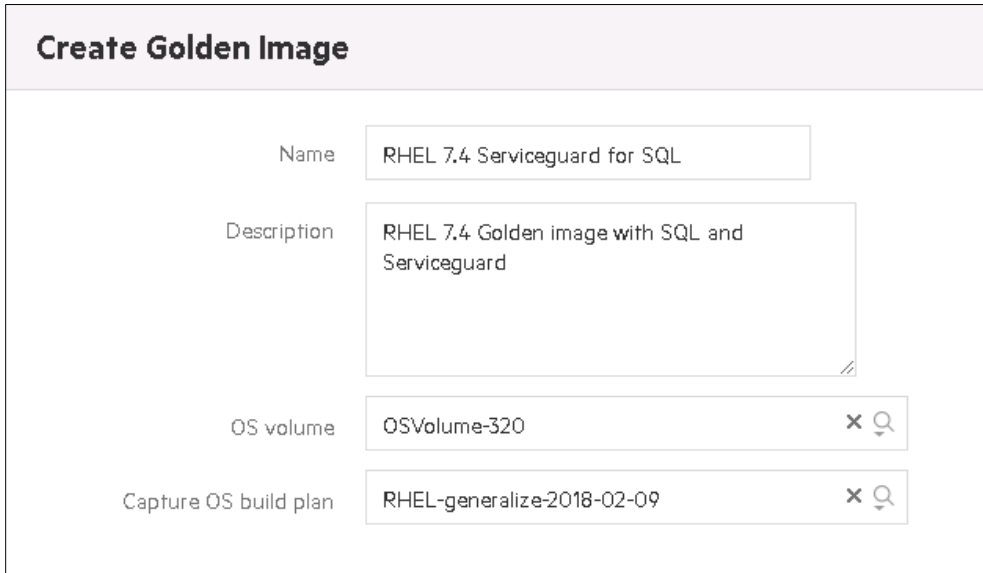 Create Golden Image
Name
RHEL 7.4 Serviceguard for SQL
Description
RHEL 7.4 Golden image with SQL and
Serviceguard
OS volume
OSVolume-320
Capture OS build plan
RHEL-generalize-2018-02-09